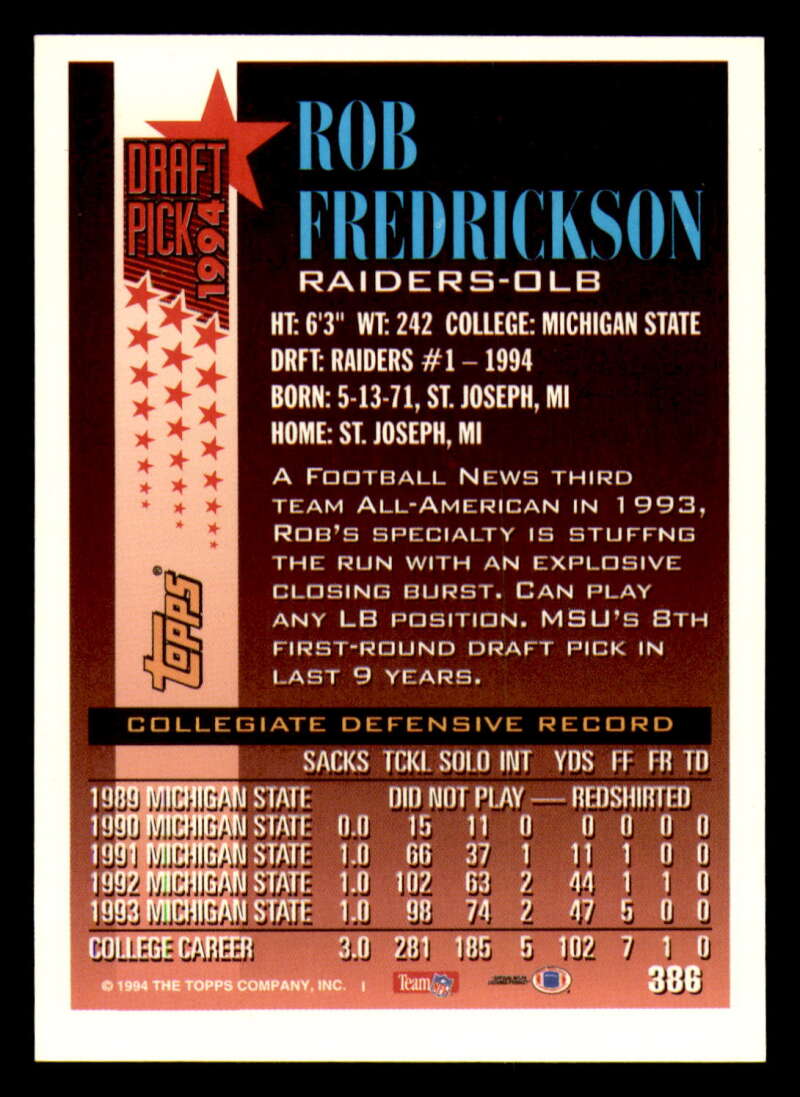 DRAFT
PICK
1994
ROB
FREDRICKSON
RAIDERS-OLB
HT: 6'3" WT: 242 COLLEGE: MICHIGAN STATE
DRFT: RAIDERS #1 – 1994
BORN: 5-13-71, ST. JOSEPH, MI
HOME: ST. JOSEPH, MI
A FOOTBALL NEWS THIRD
TEAM ALL-AMERICAN IN 1993,
ROB'S SPECIALTY IS STUFFNG
THE RUN WITH AN EXPLOSIVE
CLOSING BURST. CAN PLAY
ANY LB POSITION. MSU'S 8TH
FIRST-ROUND DRAFT PICK IN
LAST 9 YEARS.
TOPPS®
COLLEGIATE DEFENSIVE RECORD
SACKS TCKL SOLO INT YDS FF FR TD
1989 MICHIGAN STATE DID NOT PLAY — REDSHIRTED
1990 MICHIGAN STATE 0.0 15 11 0 0 0 0 0
1991 MICHIGAN STATE 1.0 66 37 1 11 1 0 0
1992 MICHIGAN STATE 1.0 102 63 2 44 1 1 0
1993 MICHIGAN STATE 1.0 98 74 2 47 5 0 0
COLLEGE CAREER 3.0 281 185 5 102 7 1 0
© 1994 THE TOPPS COMPANY, INC. I Team NFL 386